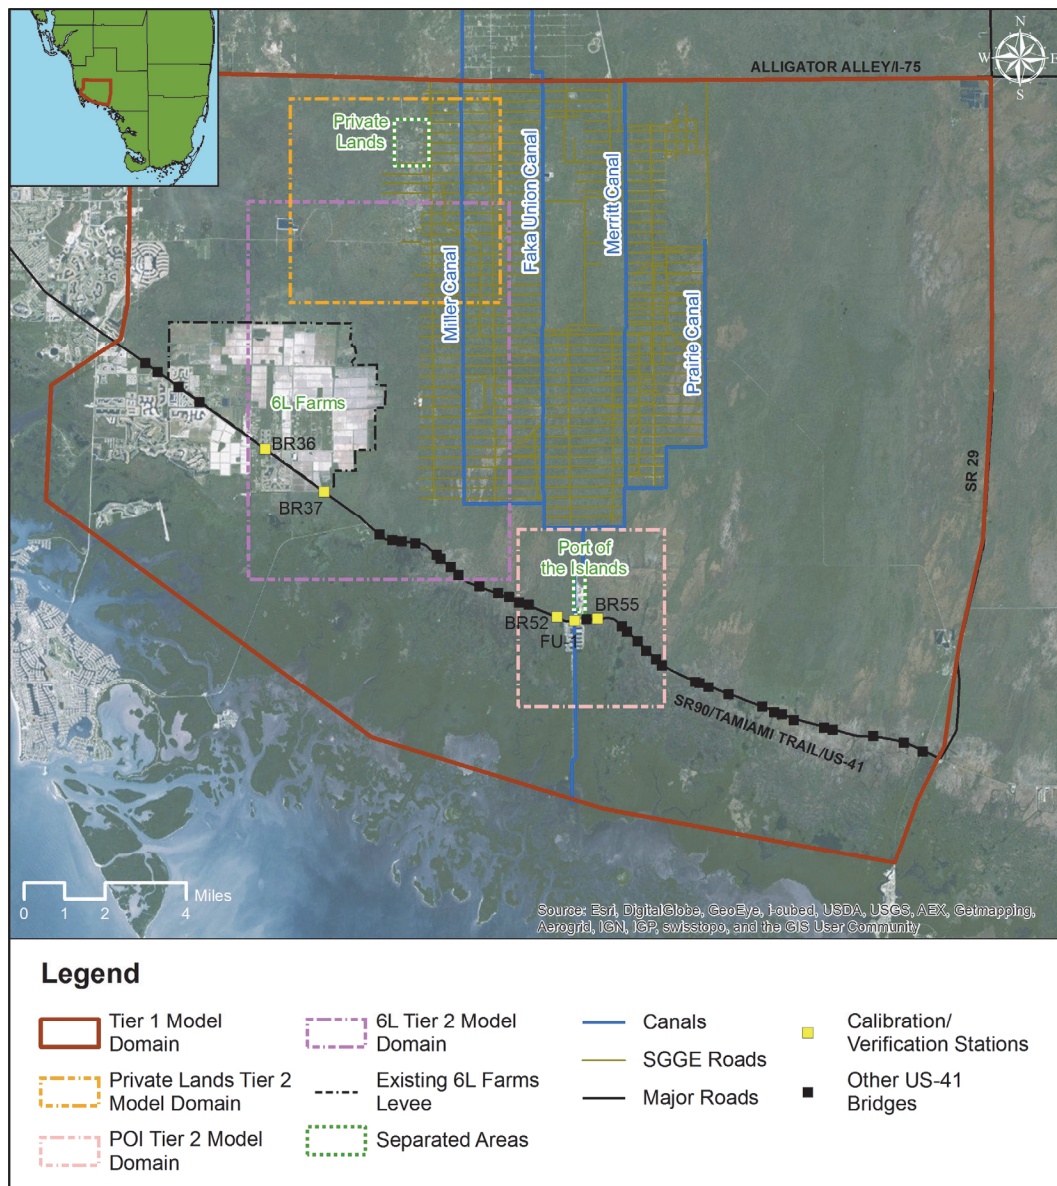 N
W
E
S
ALLIGATOR ALLEY/I-75
Private
Lands
Miller Canal
Faka Union Canal
Merritt Canal
Prairie Canal
6L Farms
BR36
BR37
SR 29
Port of
the Islands
BR52
BR55
FU-1
SR90/TAMIAMI TRAIL/US-41
0 1 2 4
Miles
Source: Esri, DigitalGlobe, GeoEye, i-cubed, USDA, USGS, AEX, Getmapping,
Aerogrid, IGN, IGP, swisstopo, and the GIS User Community
Legend
Tier 1 Model
Domain
Private Lands Tier 2
Model Domain
POI Tier 2 Model
Domain
6L Tier 2 Model
Domain
Existing 6L Farms
Levee
Separated Areas
Canals
SGGE Roads
Major Roads
Calibration/
Verification Stations
Other US-41
Bridges